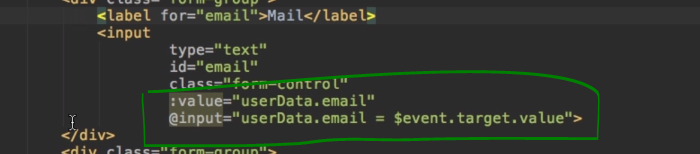 <div class="form-group">
<label for="email">Mail</label>
<input
type="text"
id="email"
class="form-control"
:value="userData.email"
@input="userData.email = $event.target.value">
</div>
<div class="form-group">